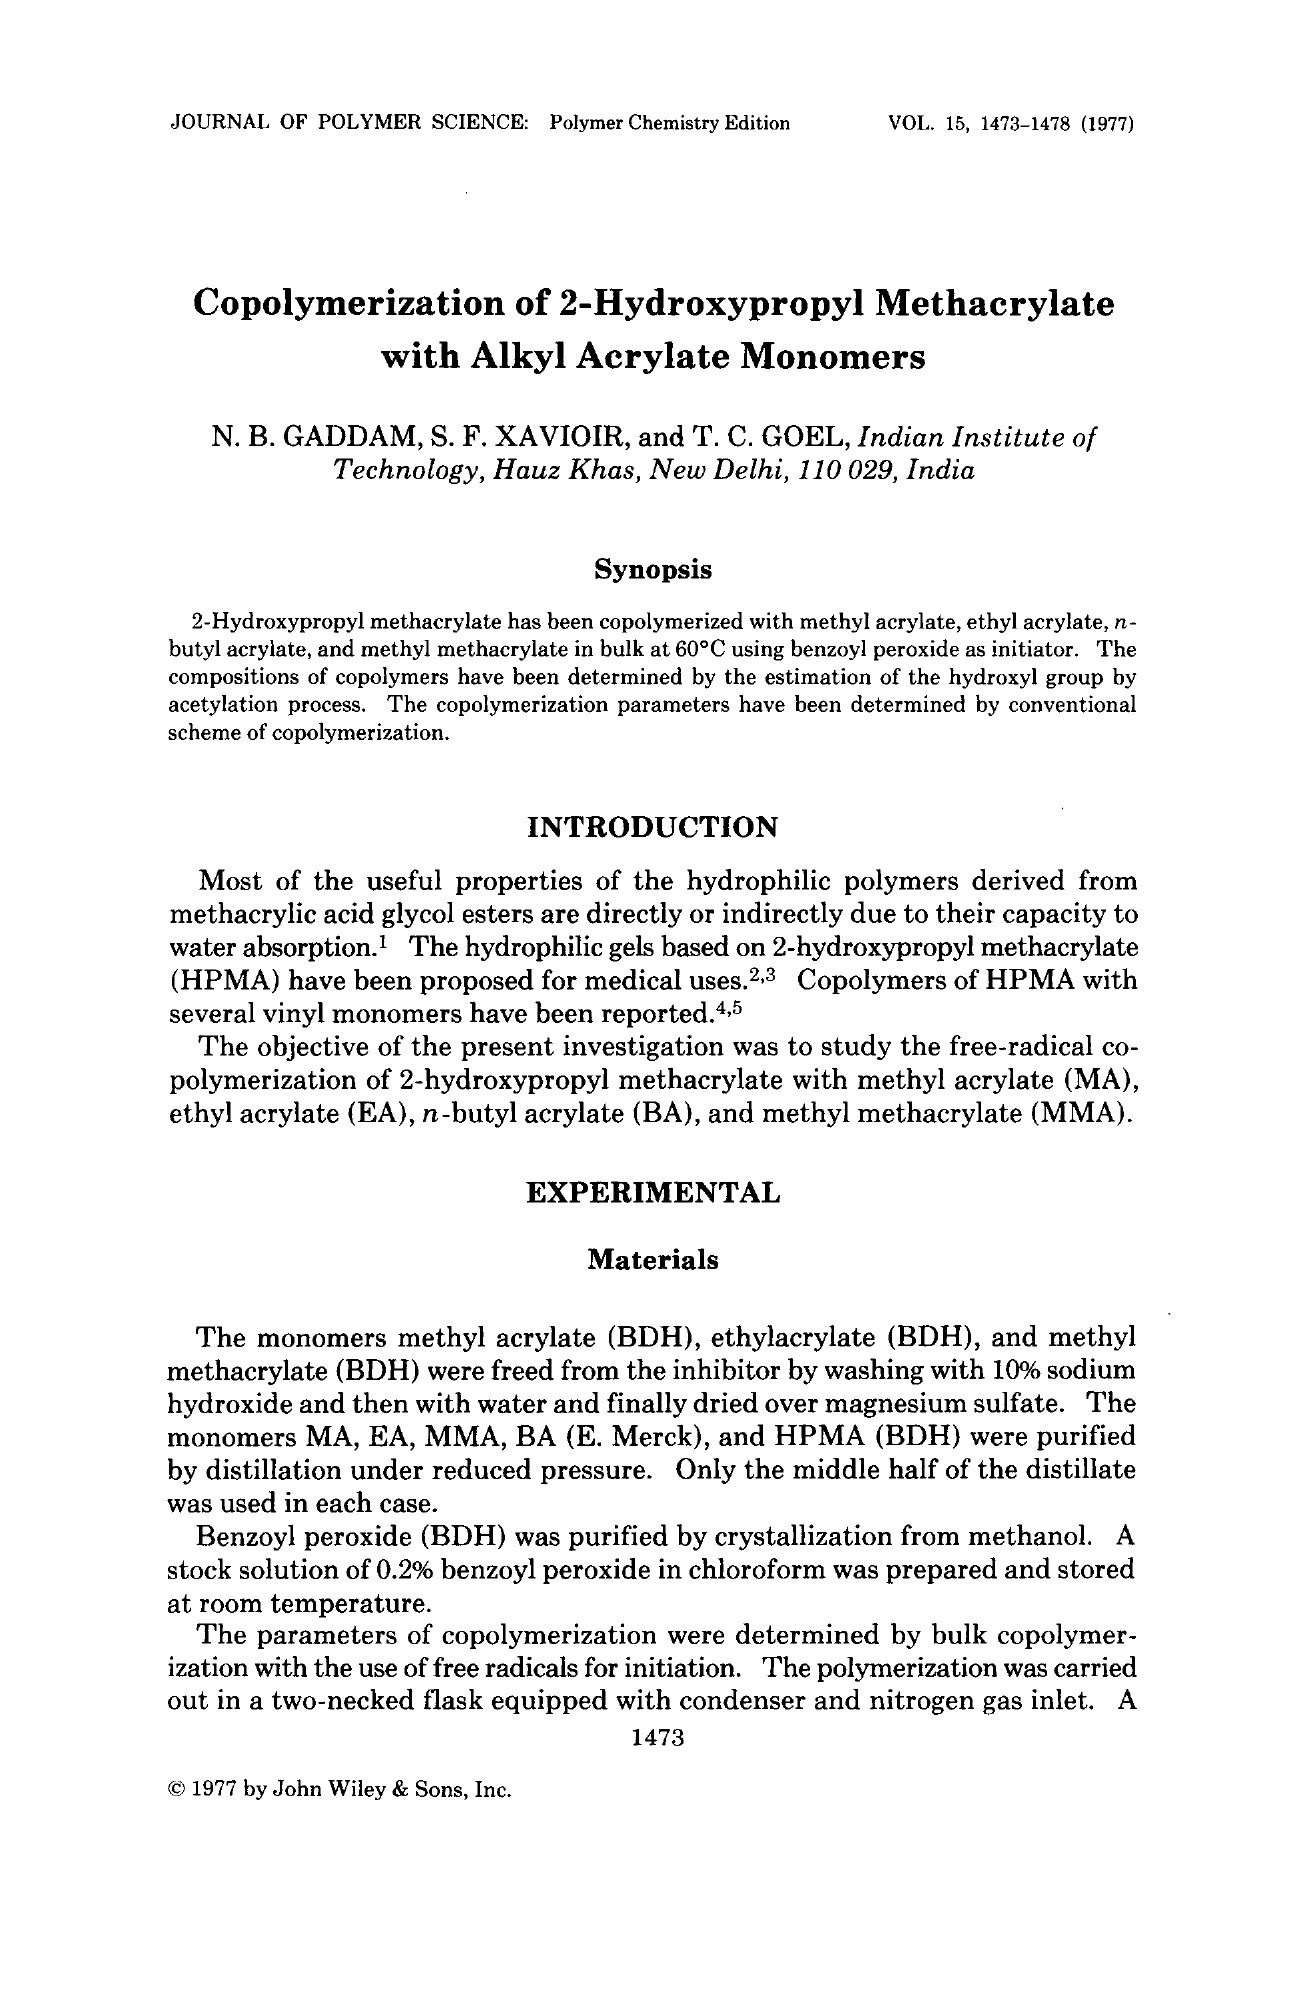 JOURNAL OF POLYMER SCIENCE: Polymer Chemistry Edition VOL. 15, 1473–1478 (1977)
Copolymerization of 2-Hydroxypropyl Methacrylate
with Alkyl Acrylate Monomers
N. B. GADDAM, S. F. XAVIOIR, and T. C. GOEL, Indian Institute of
Technology, Hauz Khas, New Delhi, 110 029, India
Synopsis
2-Hydroxypropyl methacrylate has been copolymerized with methyl acrylate, ethyl acrylate, n-
butyl acrylate, and methyl methacrylate in bulk at 60°C using benzoyl peroxide as initiator. The
compositions of copolymers have been determined by the estimation of the hydroxyl group by
acetylation process. The copolymerization parameters have been determined by conventional
scheme of copolymerization.
INTRODUCTION
Most of the useful properties of the hydrophilic polymers derived from
methacrylic acid glycol esters are directly or indirectly due to their capacity to
water absorption.¹ The hydrophilic gels based on 2-hydroxypropyl methacrylate
(HPMA) have been proposed for medical uses.²,³ Copolymers of HPMA with
several vinyl monomers have been reported.⁴,⁵
The objective of the present investigation was to study the free-radical co-
polymerization of 2-hydroxypropyl methacrylate with methyl acrylate (MA),
ethyl acrylate (EA), n-butyl acrylate (BA), and methyl methacrylate (MMA).
EXPERIMENTAL
Materials
The monomers methyl acrylate (BDH), ethylacrylate (BDH), and methyl
methacrylate (BDH) were freed from the inhibitor by washing with 10% sodium
hydroxide and then with water and finally dried over magnesium sulfate. The
monomers MA, EA, MMA, BA (E. Merck), and HPMA (BDH) were purified
by distillation under reduced pressure. Only the middle half of the distillate
was used in each case.
Benzoyl peroxide (BDH) was purified by crystallization from methanol. A
stock solution of 0.2% benzoyl peroxide in chloroform was prepared and stored
at room temperature.
The parameters of copolymerization were determined by bulk copolymer-
ization with the use of free radicals for initiation. The polymerization was carried
out in a two-necked flask equipped with condenser and nitrogen gas inlet. A
1473
© 1977 by John Wiley & Sons, Inc.